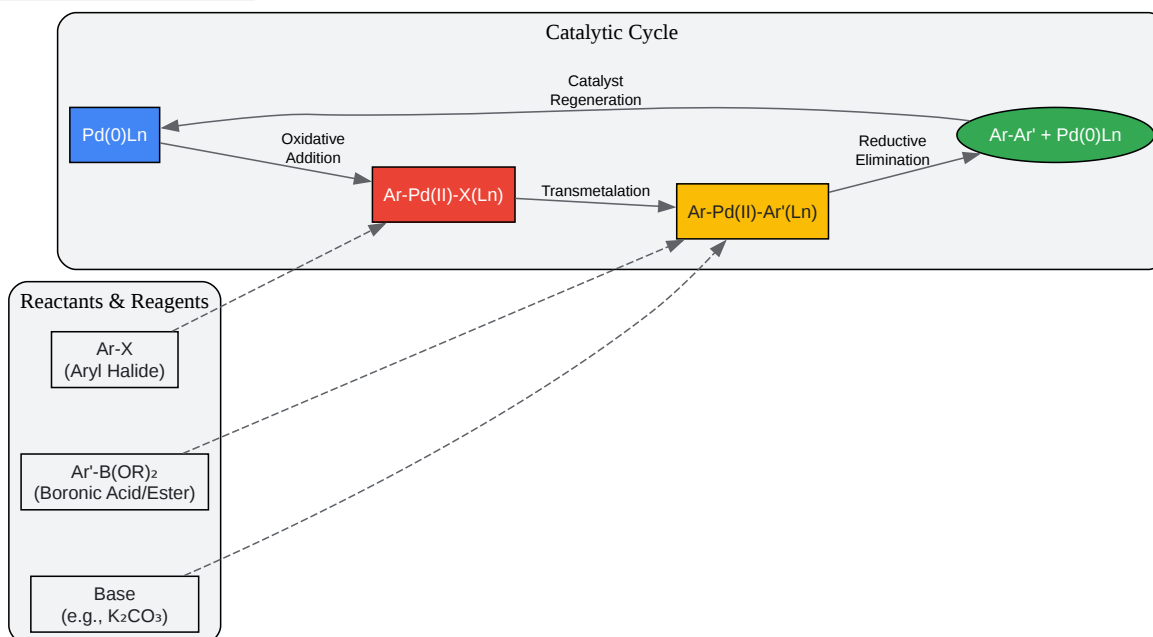 Catalytic Cycle
Catalyst
Regeneration
Pd(0)Ln
Oxidative
Addition
Ar-Pd(II)-X(Ln)
Transmetalation
Ar-Pd(II)-Ar'(Ln)
Reductive
Elimination
Ar-Ar' + Pd(0)Ln
Reactants & Reagents
Ar-X
(Aryl Halide)
Ar'-B(OR)₂
(Boronic Acid/Ester)
Base
(e.g., K₂CO₃)